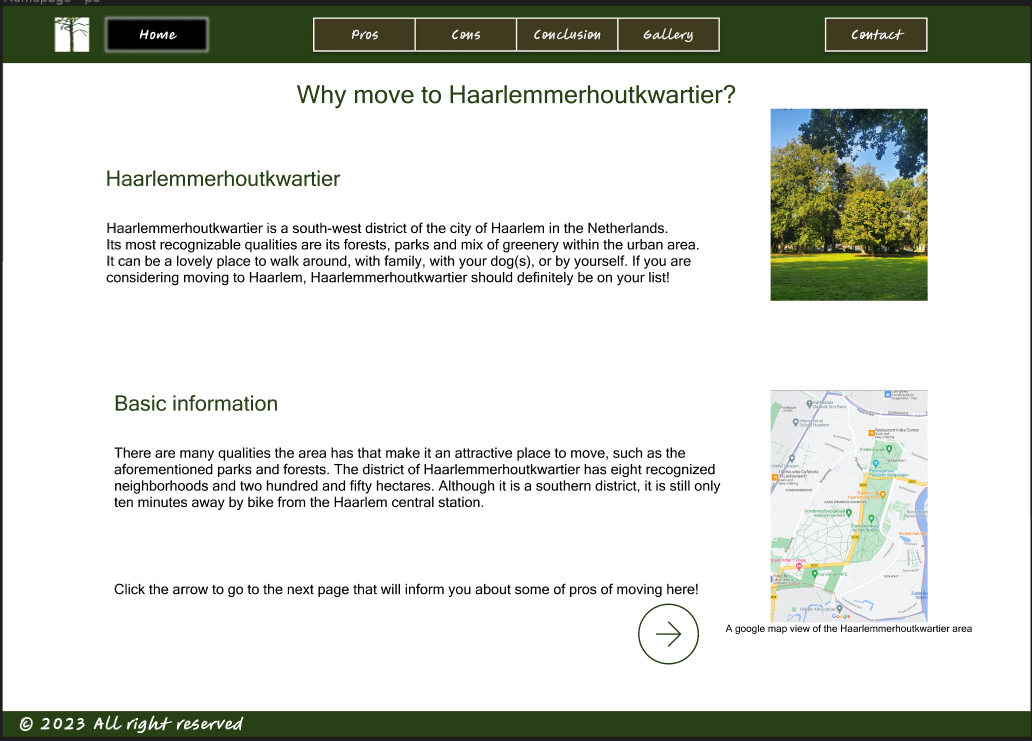 Homepage - pc
Home
Pros
Cons
Conclusion
Gallery
Contact
Why move to Haarlemmerhoutkwartier?
Haarlemmerhoutkwartier
Haarlemmerhoutkwartier is a south-west district of the city of Haarlem in the Netherlands.
Its most recognizable qualities are its forests, parks and mix of greenery within the urban area.
It can be a lovely place to walk around, with family, with your dog(s), or by yourself. If you are
considering moving to Haarlem, Haarlemmerhoutkwartier should definitely be on your list!
Basic information
There are many qualities the area has that make it an attractive place to move, such as the
aforementioned parks and forests. The district of Haarlemmerhoutkwartier has eight recognized
neighborhoods and two hundred and fifty hectares. Although it is a southern district, it is still only
ten minutes away by bike from the Haarlem central station.
Restaurant India Corner
Google
Click the arrow to go to the next page that will inform you about some of pros of moving here!
A google map view of the Haarlemmerhoutkwartier area
© 2023 All right reserved